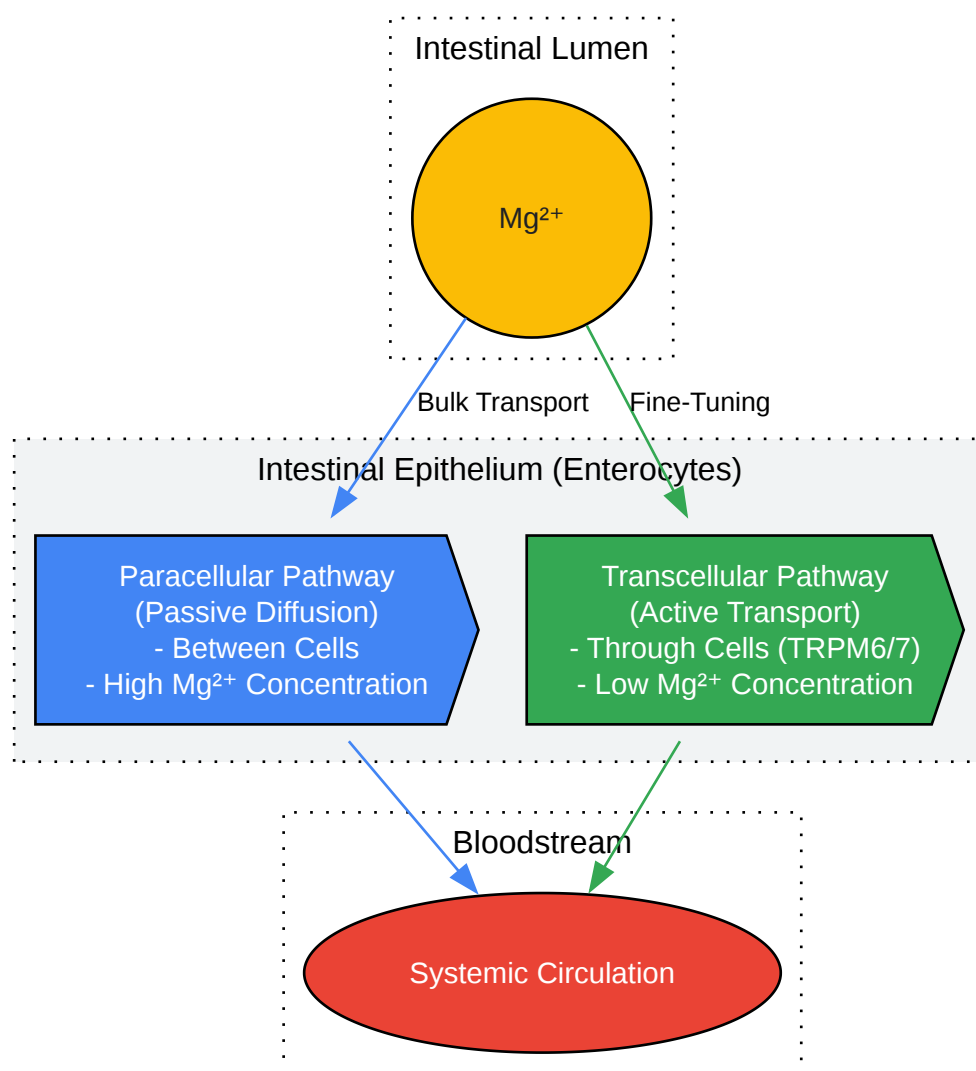 Intestinal Lumen
Mg²⁺
Bulk Transport
Fine-Tuning
Intestinal Epithelium (Enterocytes)
Paracellular Pathway
(Passive Diffusion)
- Between Cells
- High Mg²⁺ Concentration
Transcellular Pathway
(Active Transport)
- Through Cells (TRPM6/7)
- Low Mg²⁺ Concentration
Bloodstream
Systemic Circulation